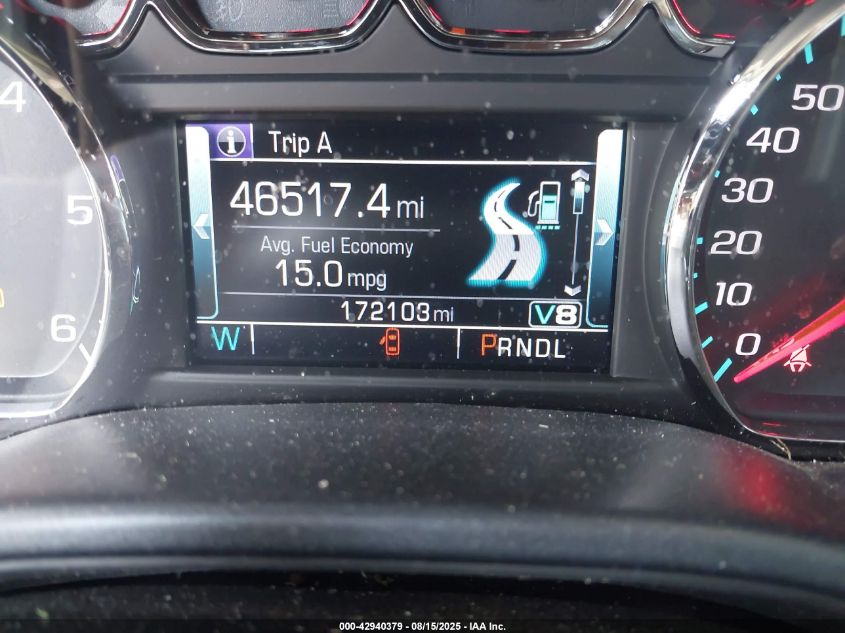 Trip A
46517.4 mi
Avg. Fuel Economy
15.0 mpg
172103 mi V8
W PRNDL
4
5
6
50
40
30
20
10
0
000-42940379 - 08/15/2025 - IAA Inc.